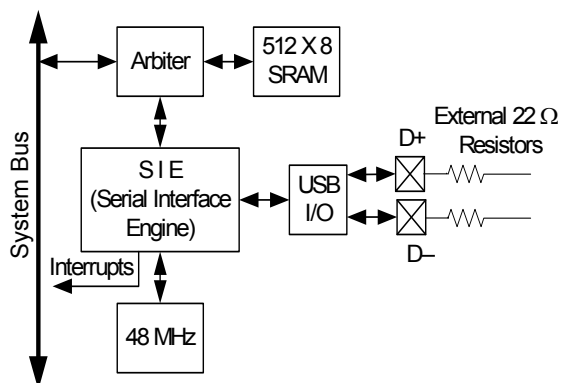 512 X 8
SRAM
Arbiter
External 22 Ω
Resistors
D+
S I E
(Serial Interface
Engine)
USB
I/O
D–
System Bus
Interrupts
48 MHz